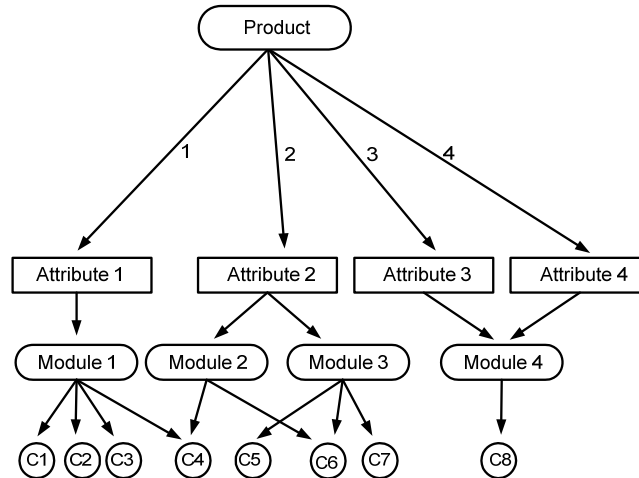 Product
1
2
3
4
Attribute 1
Attribute 2
Attribute 3
Attribute 4
Module 1
Module 2
Module 3
Module 4
C1
C2
C3
C4
C5
C6
C7
C8